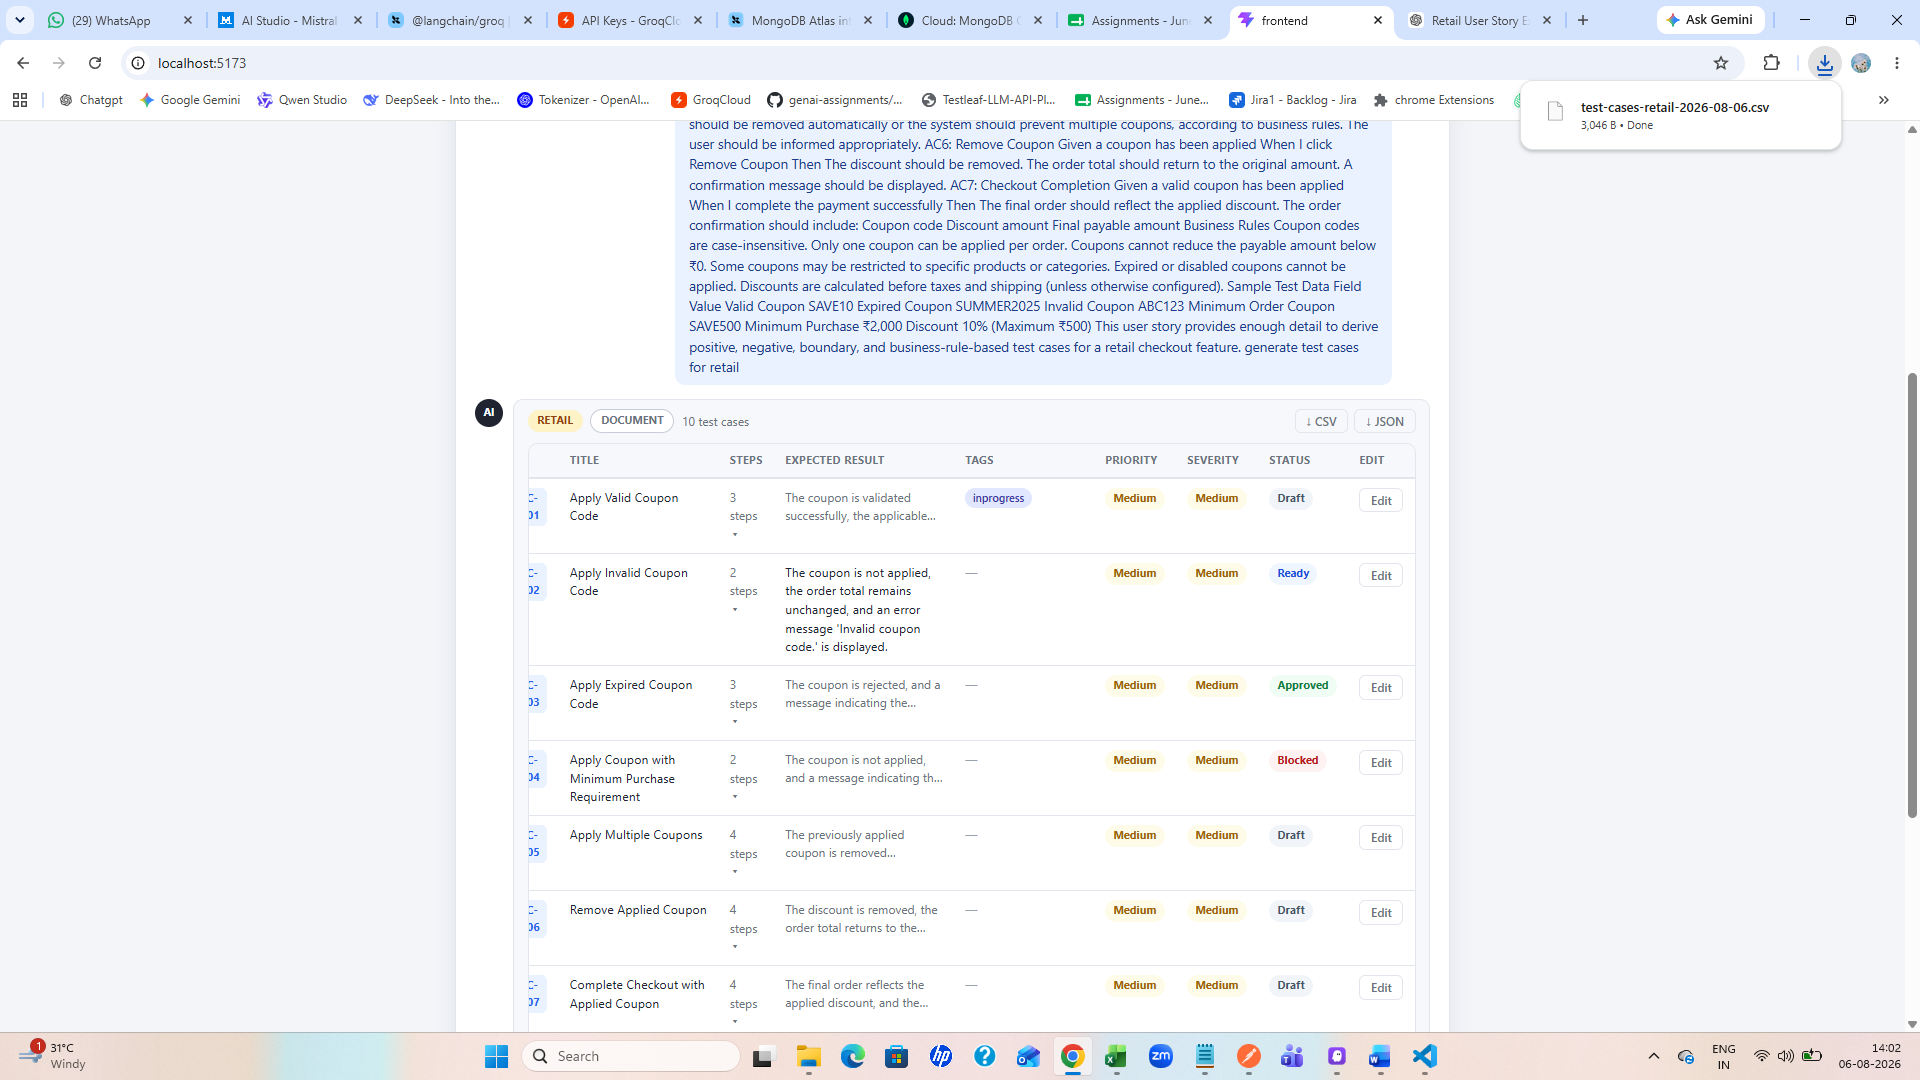 (29) WhatsApp
AI Studio - Mistral
@langchain/groq
API Keys - GroqClo
MongoDB Atlas in
Cloud: MongoDB C
Assignments - June
frontend
Retail User Story E
Ask Gemini
localhost:5173
Chatgpt
Google Gemini
Qwen Studio
DeepSeek - Into the...
Tokenizer - OpenAI...
GroqCloud
genai-assignments/...
Testleaf-LLM-API-Pl...
Assignments - June...
Jira1 - Backlog - Jira
chrome Extensions
test-cases-retail-2026-08-06.csv
3,046 B • Done
should be removed automatically or the system should prevent multiple coupons, according to business rules. The
user should be informed appropriately. AC6: Remove Coupon Given a coupon has been applied When I click
Remove Coupon Then The discount should be removed. The order total should return to the original amount. A
confirmation message should be displayed. AC7: Checkout Completion Given a valid coupon has been applied
When I complete the payment successfully Then The final order should reflect the applied discount. The order
confirmation should include: Coupon code Discount amount Final payable amount Business Rules Coupon codes
are case-insensitive. Only one coupon can be applied per order. Coupons cannot reduce the payable amount below
₹0. Some coupons may be restricted to specific products or categories. Expired or disabled coupons cannot be
applied. Discounts are calculated before taxes and shipping (unless otherwise configured). Sample Test Data Field
Value Valid Coupon SAVE10 Expired Coupon SUMMER2025 Invalid Coupon ABC123 Minimum Order Coupon
SAVE500 Minimum Purchase ₹2,000 Discount 10% (Maximum ₹500) This user story provides enough detail to derive
positive, negative, boundary, and business-rule-based test cases for a retail checkout feature. generate test cases
for retail
AI
RETAIL DOCUMENT 10 test cases ↓ CSV ↓ JSON
TITLE STEPS EXPECTED RESULT TAGS PRIORITY SEVERITY STATUS EDIT
C- Apply Valid Coupon 3 The coupon is validated inprogress Medium Medium Draft Edit
01 Code steps successfully, the applicable...
C- Apply Invalid Coupon 2 The coupon is not applied, — Medium Medium Ready Edit
02 Code steps the order total remains
unchanged, and an error
message 'Invalid coupon
code.' is displayed.
C- Apply Expired Coupon 3 The coupon is rejected, and a — Medium Medium Approved Edit
03 Code steps message indicating the...
C- Apply Coupon with 2 The coupon is not applied, — Medium Medium Blocked Edit
04 Minimum Purchase steps and a message indicating th...
Requirement
C- Apply Multiple Coupons 4 The previously applied — Medium Medium Draft Edit
05 steps coupon is removed...
C- Remove Applied Coupon 4 The discount is removed, the — Medium Medium Draft Edit
06 steps order total returns to the...
C- Complete Checkout with 4 The final order reflects the — Medium Medium Draft Edit
07 Applied Coupon steps applied discount, and the...
1
31°C
Windy
Search
ENG
IN
14:02
06-08-2026